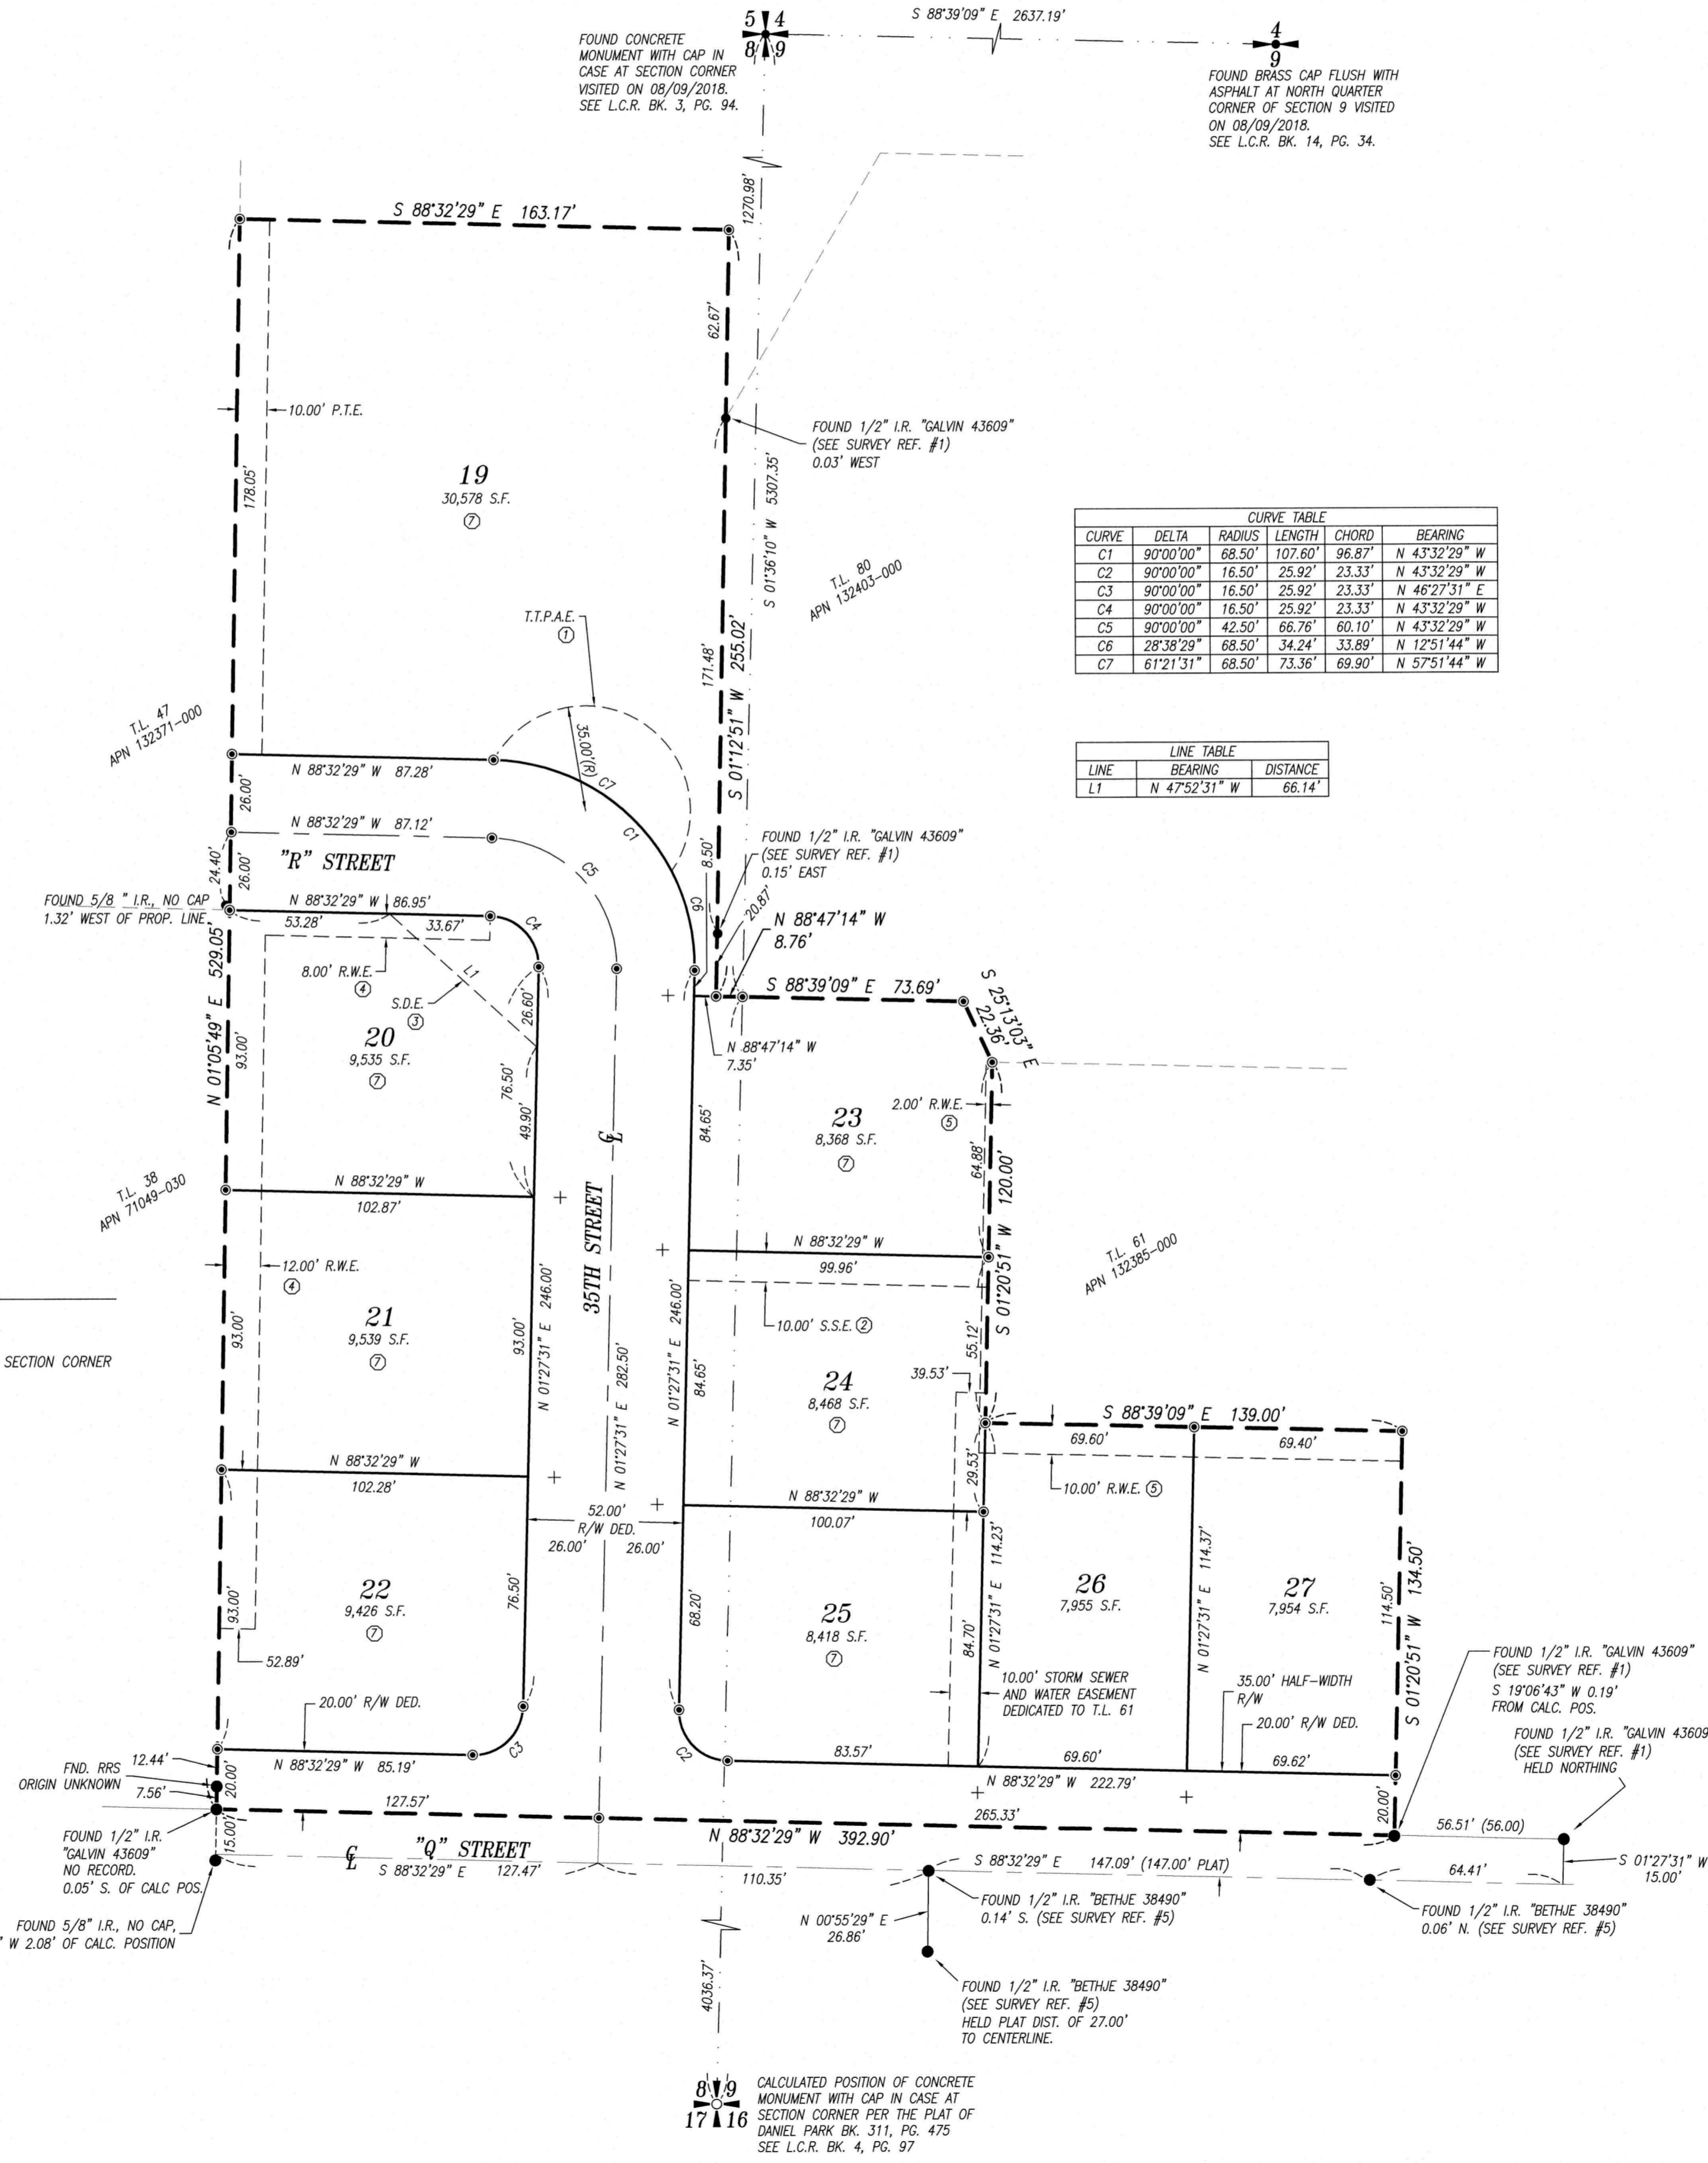 S 88°39'09" E 2637.19'
5 4
8 9
4
9
FOUND CONCRETE
MONUMENT WITH CAP IN
CASE AT SECTION CORNER
VISITED ON 08/09/2018.
SEE L.C.R. BK. 3, PG. 94.
FOUND BRASS CAP FLUSH WITH
ASPHALT AT NORTH QUARTER
CORNER OF SECTION 9 VISITED
ON 08/09/2018.
SEE L.C.R. BK. 14, PG. 34.
1270.98'
S 88°32'29" E 163.17'
62.67'
10.00' P.T.E.
178.05'
19
30,578 S.F.
7
FOUND 1/2" I.R. "GALVIN 43609"
(SEE SURVEY REF. #1)
0.03' WEST
S 01°36'10" W 5307.35'
T.L. 80
APN 132403-000
CURVE TABLE
CURVE DELTA RADIUS LENGTH CHORD BEARING
C1 90°00'00" 68.50' 107.60' 96.87' N 43°32'29" W
C2 90°00'00" 16.50' 25.92' 23.33' N 43°32'29" W
C3 90°00'00" 16.50' 25.92' 23.33' N 46°27'31" E
C4 90°00'00" 16.50' 25.92' 23.33' N 43°32'29" W
C5 90°00'00" 42.50' 66.76' 60.10' N 43°32'29" W
C6 28°38'29" 68.50' 34.24' 33.89' N 12°51'44" W
C7 61°21'31" 68.50' 73.36' 69.90' N 57°51'44" W
T.T.P.A.E.
1
171.48'
S 01°12'51" W 255.02'
LINE TABLE
LINE BEARING DISTANCE
L1 N 47°52'31" W 66.14'
T.L. 47
APN 132371-000
35.00'(R)
C7
N 88°32'29" W 87.28'
26.00'
C1
N 88°32'29" W 87.12'
"R" STREET
C5
24.40'
26.00'
8.50'
FOUND 1/2" I.R. "GALVIN 43609"
(SEE SURVEY REF. #1)
0.15' EAST
FOUND 5/8 " I.R., NO CAP
1.32' WEST OF PROP. LINE.
N 88°32'29" W 86.95'
53.28'
33.67'
C4
C6
20.87'
N 88°47'14" W
8.76'
N 01°05'49" E 529.05'
8.00' R.W.E.
4
L1
S.D.E.
3
26.60'
S 88°39'09" E 73.69'
S 25°13'03" E
22.36'
N 88°47'14" W
7.35'
20
9,535 S.F.
7
93.00'
76.50'
49.90'
84.65'
23
8,368 S.F.
7
2.00' R.W.E.
5
64.88'
S 01°20'51" W 120.00'
T.L. 38
APN 71049-030
N 88°32'29" W
102.87'
35TH STREET
CL
N 88°32'29" W
99.96'
T.L. 61
APN 132385-000
12.00' R.W.E.
4
21
9,539 S.F.
7
93.00'
93.00'
N 01°27'31" E 246.00'
N 01°27'31" E 282.50'
N 01°27'31" E 246.00'
84.65'
10.00' S.S.E. 2
55.12'
SECTION CORNER
39.53'
24
8,468 S.F.
7
S 88°39'09" E 139.00'
69.60'
69.40'
29.53'
10.00' R.W.E. 5
N 88°32'29" W
102.28'
52.00'
R/W DED.
26.00' 26.00'
N 88°32'29" W
100.07'
22
9,426 S.F.
7
93.00'
76.50'
52.89'
68.20'
25
8,418 S.F.
7
84.70'
N 01°27'31" E 114.23'
26
7,955 S.F.
N 01°27'31" E 114.37'
27
7,954 S.F.
114.50'
S 01°20'51" W 134.50'
10.00' STORM SEWER
AND WATER EASEMENT
DEDICATED TO T.L. 61
35.00' HALF-WIDTH
R/W
20.00' R/W DED.
20.00' R/W DED.
FOUND 1/2" I.R. "GALVIN 43609"
(SEE SURVEY REF. #1)
S 19°06'43" W 0.19'
FROM CALC. POS.
FOUND 1/2" I.R. "GALVIN 43609
(SEE SURVEY REF. #1)
HELD NORTHING
FND. RRS
ORIGIN UNKNOWN
12.44'
7.56'
20.00'
N 88°32'29" W 85.19'
C3
C2
83.57'
69.60'
69.62'
N 88°32'29" W 222.79'
127.57'
265.33'
20.00'
56.51' (56.00)
FOUND 1/2" I.R.
"GALVIN 43609"
NO RECORD.
0.05' S. OF CALC POS.
15.00'
CL
"Q" STREET
S 88°32'29" E 127.47'
N 88°32'29" W 392.90'
110.35'
S 88°32'29" E 147.09' (147.00' PLAT)
64.41'
S 01°27'31" W
15.00'
FOUND 5/8" I.R., NO CAP,
' W 2.08' OF CALC. POSITION
N 00°55'29" E
26.86'
FOUND 1/2" I.R. "BETHJE 38490"
0.14' S. (SEE SURVEY REF. #5)
FOUND 1/2" I.R. "BETHJE 38490"
0.06' N. (SEE SURVEY REF. #5)
4036.37'
FOUND 1/2" I.R. "BETHJE 38490"
(SEE SURVEY REF. #5)
HELD PLAT DIST. OF 27.00'
TO CENTERLINE.
8 9
17 16
CALCULATED POSITION OF CONCRETE
MONUMENT WITH CAP IN CASE AT
SECTION CORNER PER THE PLAT OF
DANIEL PARK BK. 311, PG. 475
SEE L.C.R. BK. 4, PG. 97